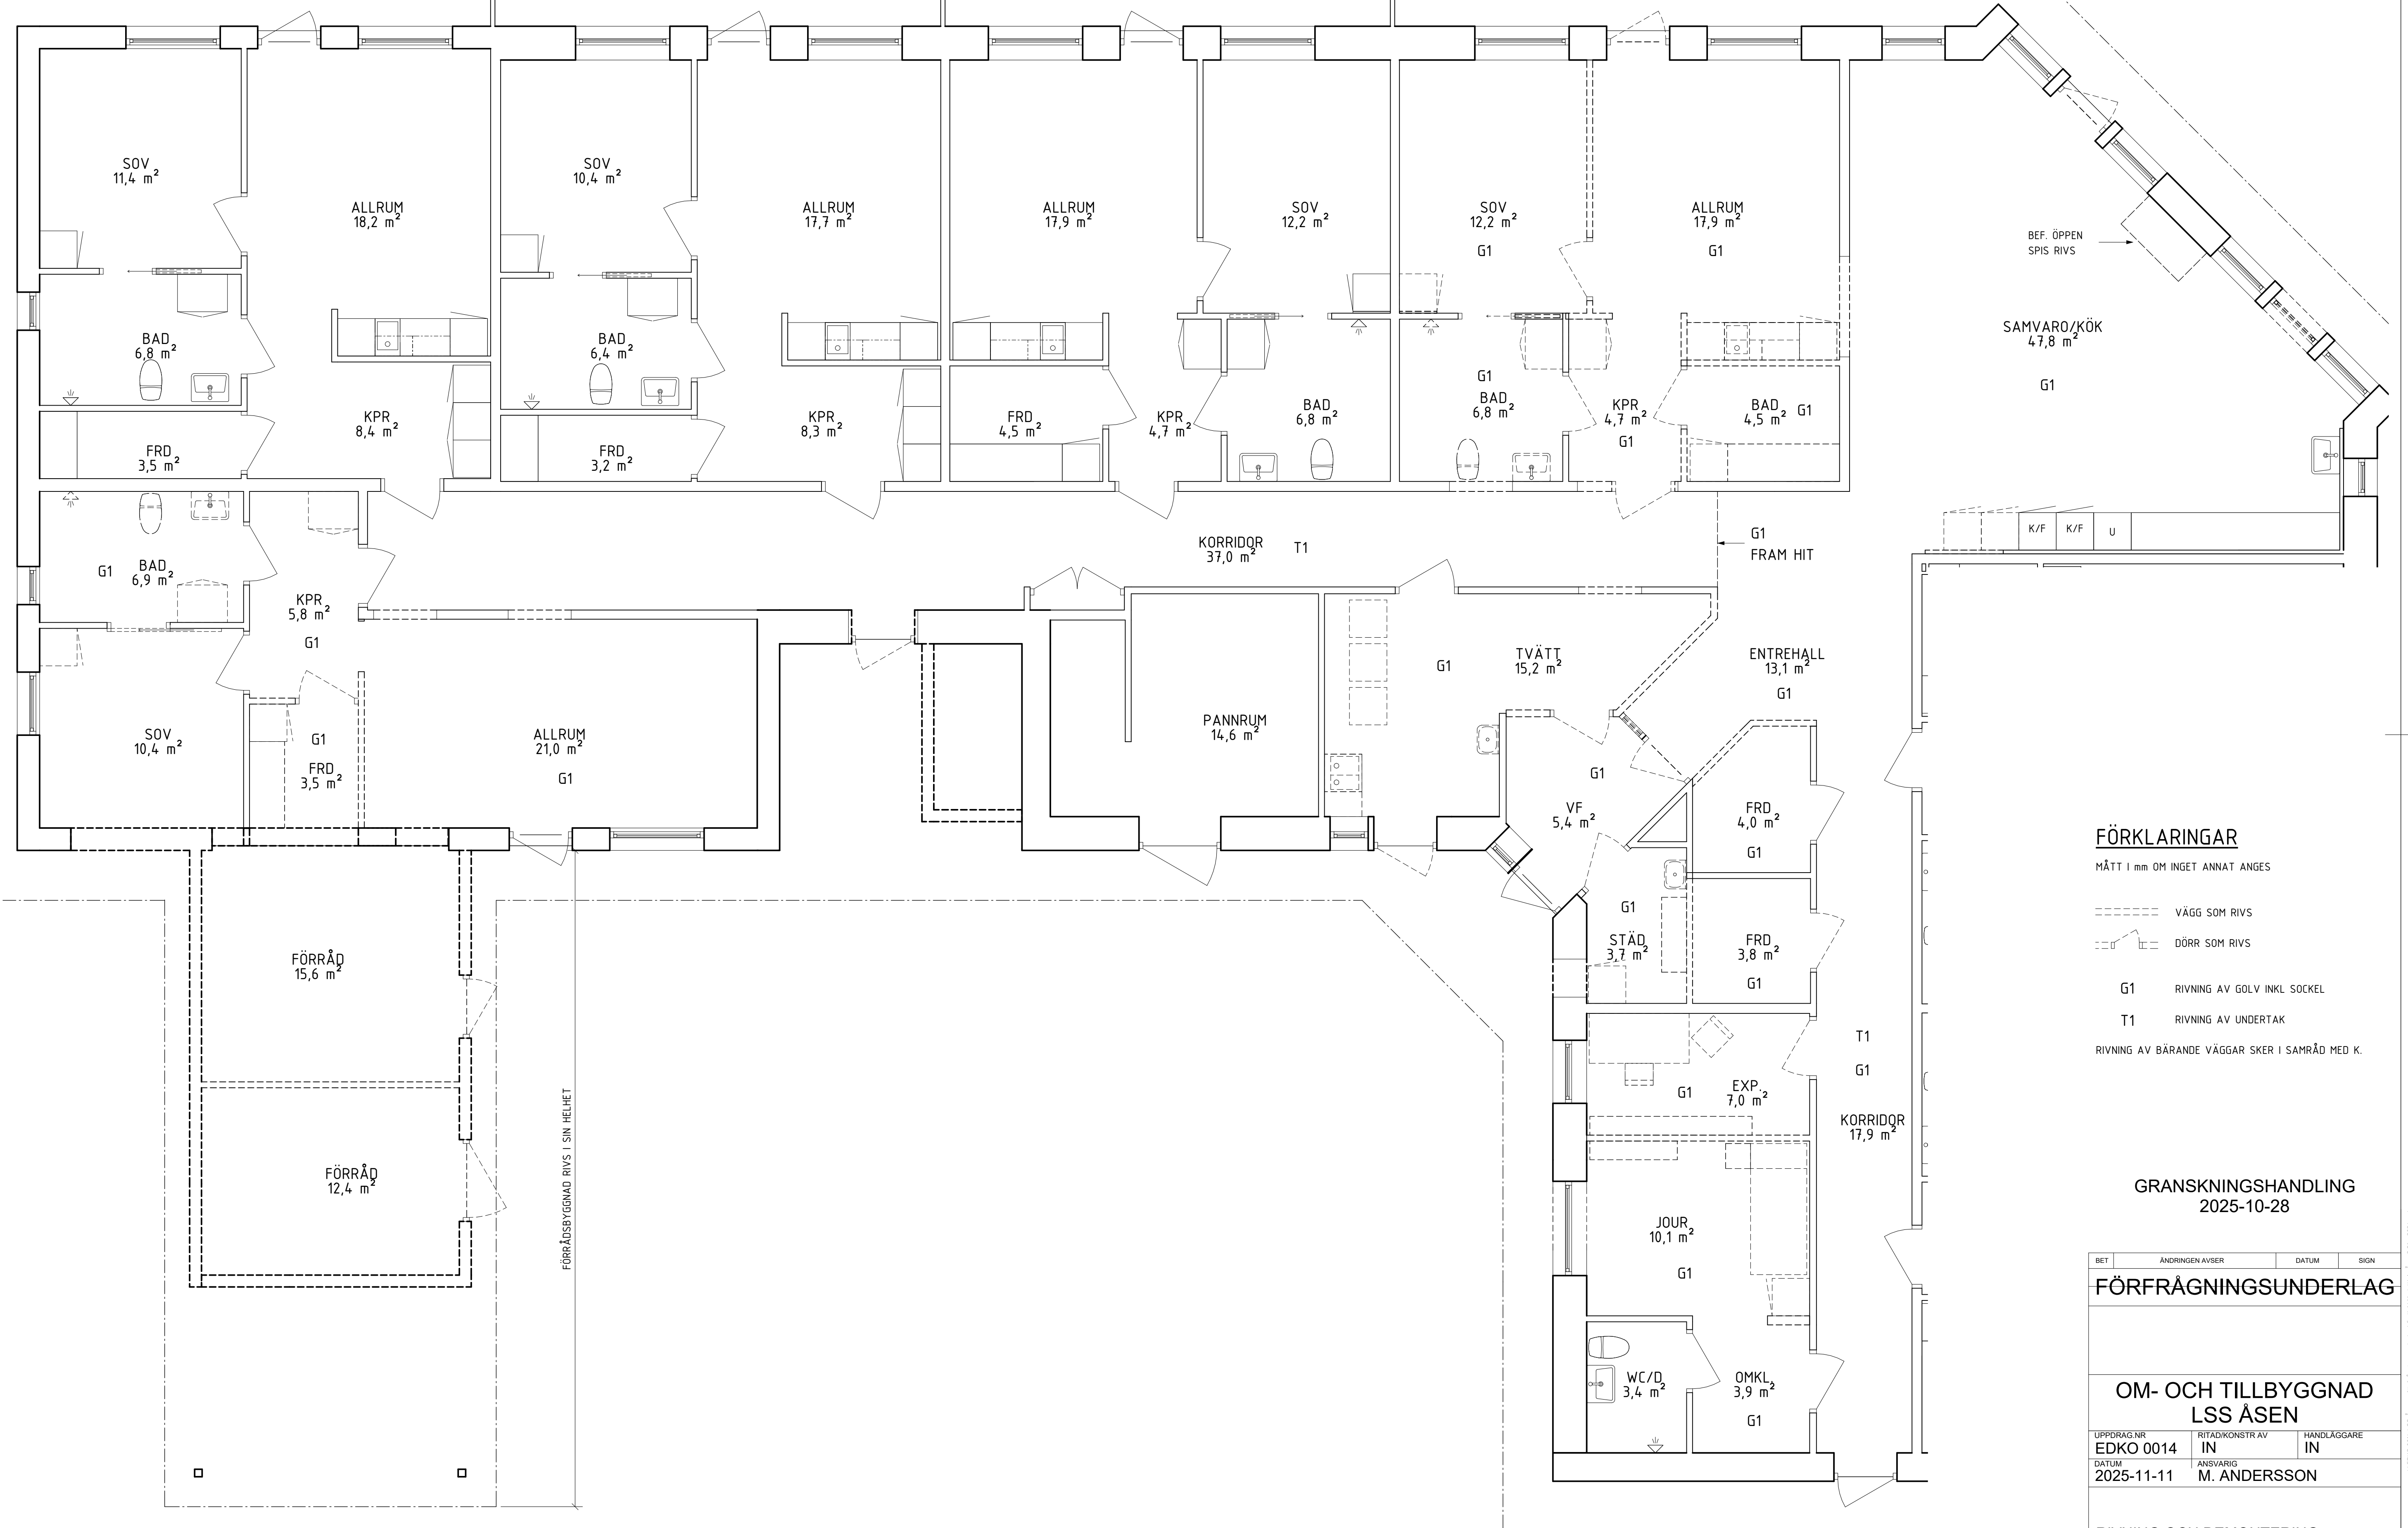 SOV
11,4 m²
ALLRUM
18,2 m²
SOV
10,4 m²
ALLRUM
17,7 m²
ALLRUM
17,9 m²
SOV
12,2 m²
SOV
12,2 m²
G1
ALLRUM
17,9 m²
G1
BEF. ÖPPEN
SPIS RIVS
SAMVARO/KÖK
47,8 m²
G1
BAD
6,8 m²
BAD
6,4 m²
KPR
8,4 m²
KPR
8,3 m²
FRD
4,5 m²
KPR
4,7 m²
BAD
6,8 m²
G1
BAD
6,8 m²
KPR
4,7 m²
G1
BAD G1
4,5 m²
FRD
3,5 m²
FRD
3,2 m²
K/F K/F U
KORRIDOR T1
37,0 m²
G1
FRAM HIT
G1 BAD
6,9 m²
KPR
5,8 m²
G1
SOV
10,4 m²
G1
FRD
3,5 m²
ALLRUM
21,0 m²
G1
PANNRUM
14,6 m²
G1
TVÄTT
15,2 m²
ENTREHALL
13,1 m²
G1
G1
VF
5,4 m²
FRD
4,0 m²
G1
G1
STÄD
3,7 m²
FRD
3,8 m²
G1
FÖRRÅD
15,6 m²
FÖRRÅD
12,4 m²
FÖRRÅDSBYGGNAD RIVS I SIN HELHET
T1
G1
G1 EXP.
7,0 m²
KORRIDOR
17,9 m²
JOUR
10,1 m²
G1
WC/D
3,4 m²
OMKL.
3,9 m²
G1
FÖRKLARINGAR
MÅTT I mm OM INGET ANNAT ANGES
VÄGG SOM RIVS
DÖRR SOM RIVS
G1 RIVNING AV GOLV INKL SOCKEL
T1 RIVNING AV UNDERTAK
RIVNING AV BÄRANDE VÄGGAR SKER I SAMRÅD MED K.
GRANSKNINGSHANDLING
2025-10-28
BET ÄNDRINGEN AVSER DATUM SIGN
FÖRFRÅGNINGSUNDERLAG
OM- OCH TILLBYGGNAD
LSS ÅSEN
UPPDRAG.NR RITAD/KONSTR AV HANDLÄGGARE
EDKO 0014 IN IN
DATUM ANSVARIG
2025-11-11 M. ANDERSSON